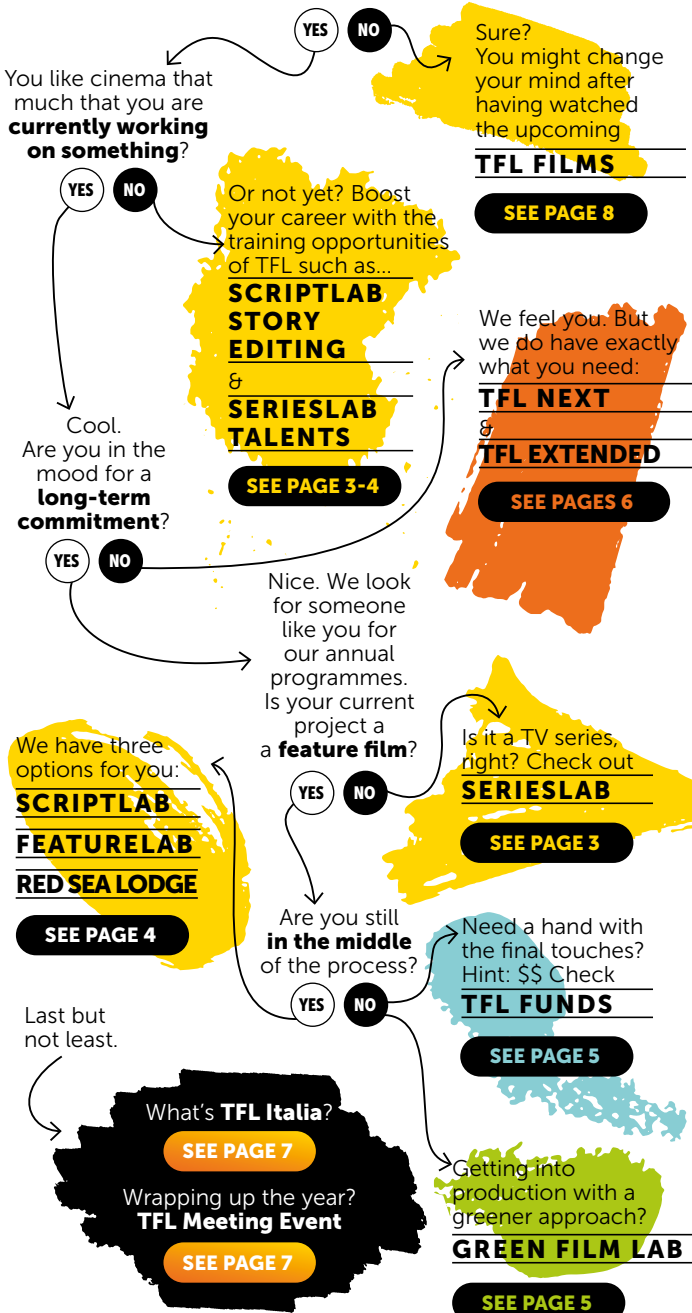 YES NO
Sure?
You might change
your mind after
having watched
the upcoming
TFL FILMS
SEE PAGE 8
You like cinema that
much that you are
currently working
on something?
YES NO
Or not yet? Boost
your career with the
training opportunities
of TFL such as...
SCRIPTLAB
STORY
EDITING
&
SERIESLAB
TALENTS
SEE PAGE 3-4
We feel you. But
we do have exactly
what you need:
TFL NEXT
&
TFL EXTENDED
SEE PAGES 6
Cool.
Are you in the
mood for a
long-term
commitment?
YES NO
Nice. We look
for someone
like you for
our annual
programmes.
Is your current
project a
a feature film?
YES NO
Is it a TV series,
right? Check out
SERIESLAB
SEE PAGE 3
We have three
options for you:
SCRIPTLAB
FEATURELAB
RED SEA LODGE
SEE PAGE 4
Are you still
in the middle
of the process?
YES NO
Need a hand with
the final touches?
Hint: $$ Check
TFL FUNDS
SEE PAGE 5
Getting into
production with a
greener approach?
GREEN FILM LAB
SEE PAGE 5
Last but
not least.
What's TFL Italia?
SEE PAGE 7
Wrapping up the year?
TFL Meeting Event
SEE PAGE 7